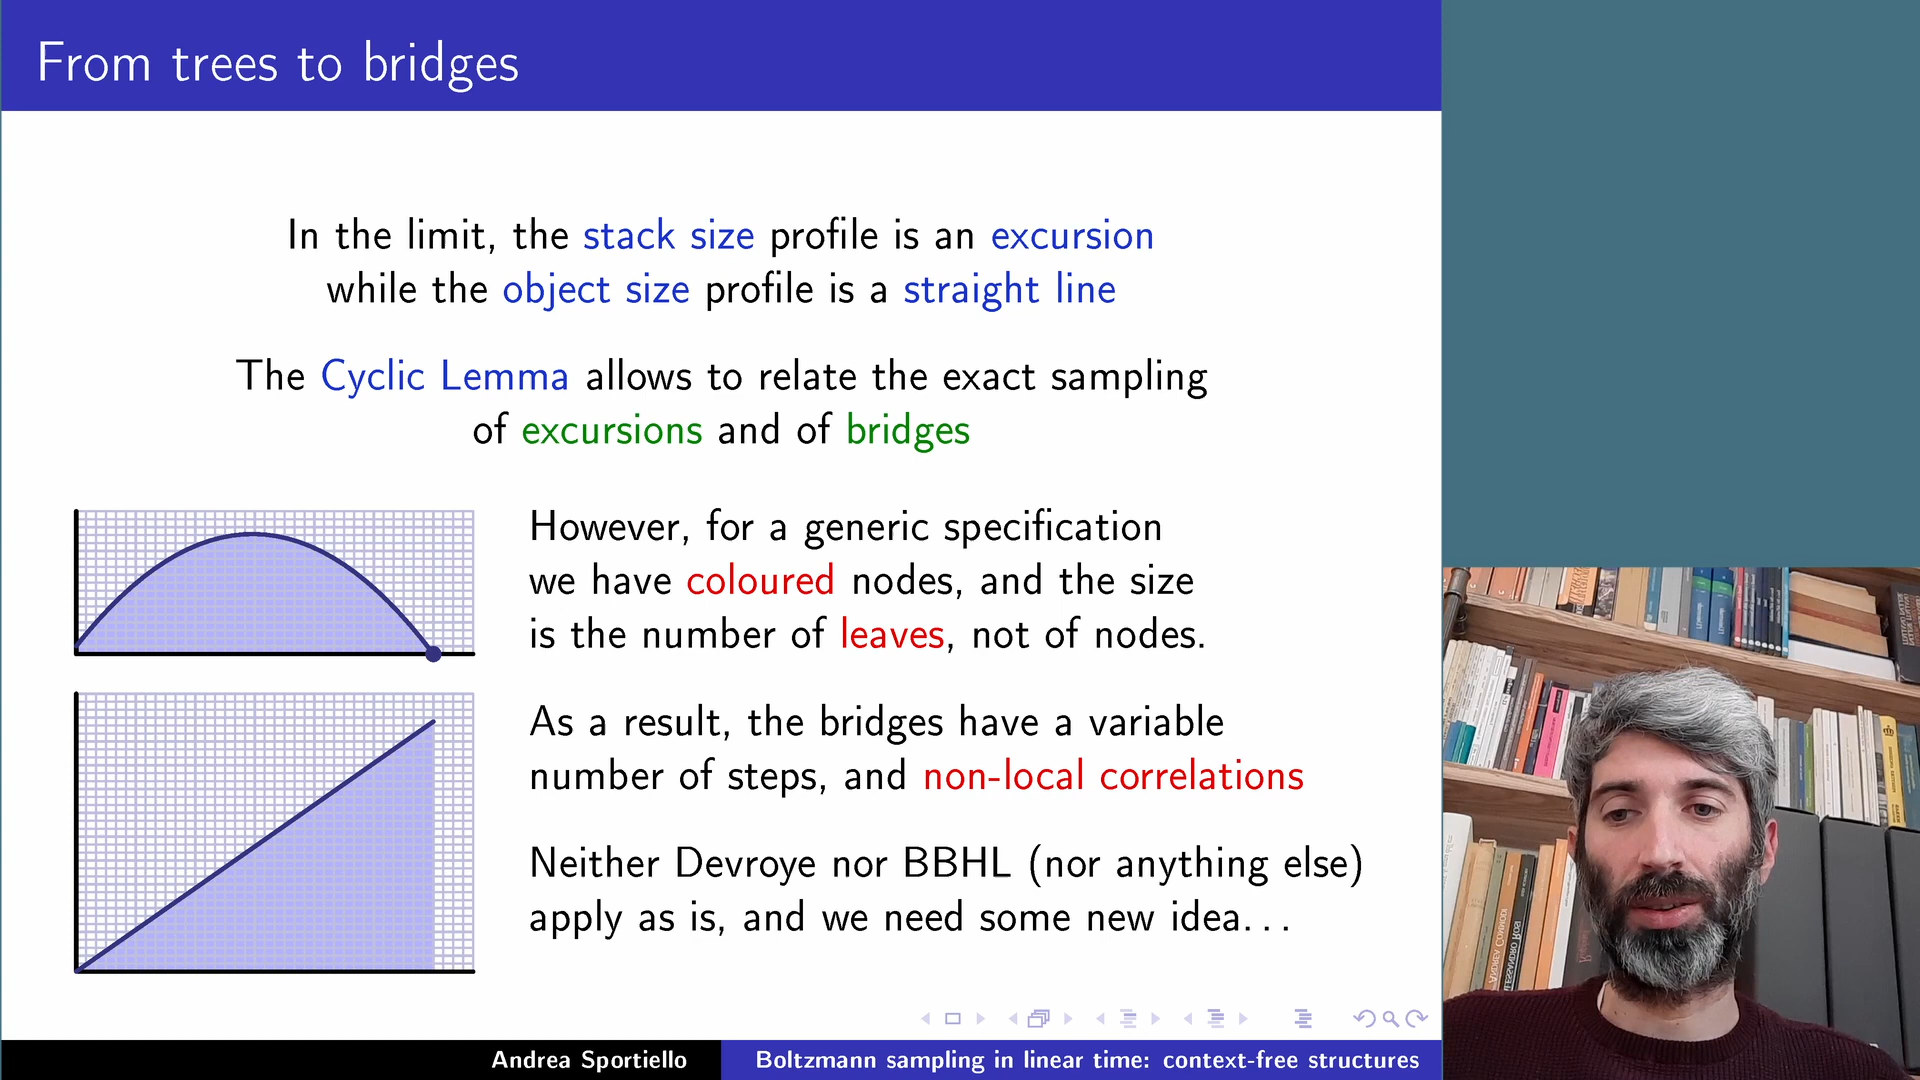 From trees to bridges
In the limit, the stack size profile is an excursion
while the object size profile is a straight line
The Cyclic Lemma allows to relate the exact sampling
of excursions and of bridges
However, for a generic specification
we have coloured nodes, and the size
is the number of leaves, not of nodes.
As a result, the bridges have a variable
number of steps, and non-local correlations
Neither Devroye nor BBHL (nor anything else)
apply as is, and we need some new idea...
Andrea Sportiello
Boltzmann sampling in linear time: context-free structures